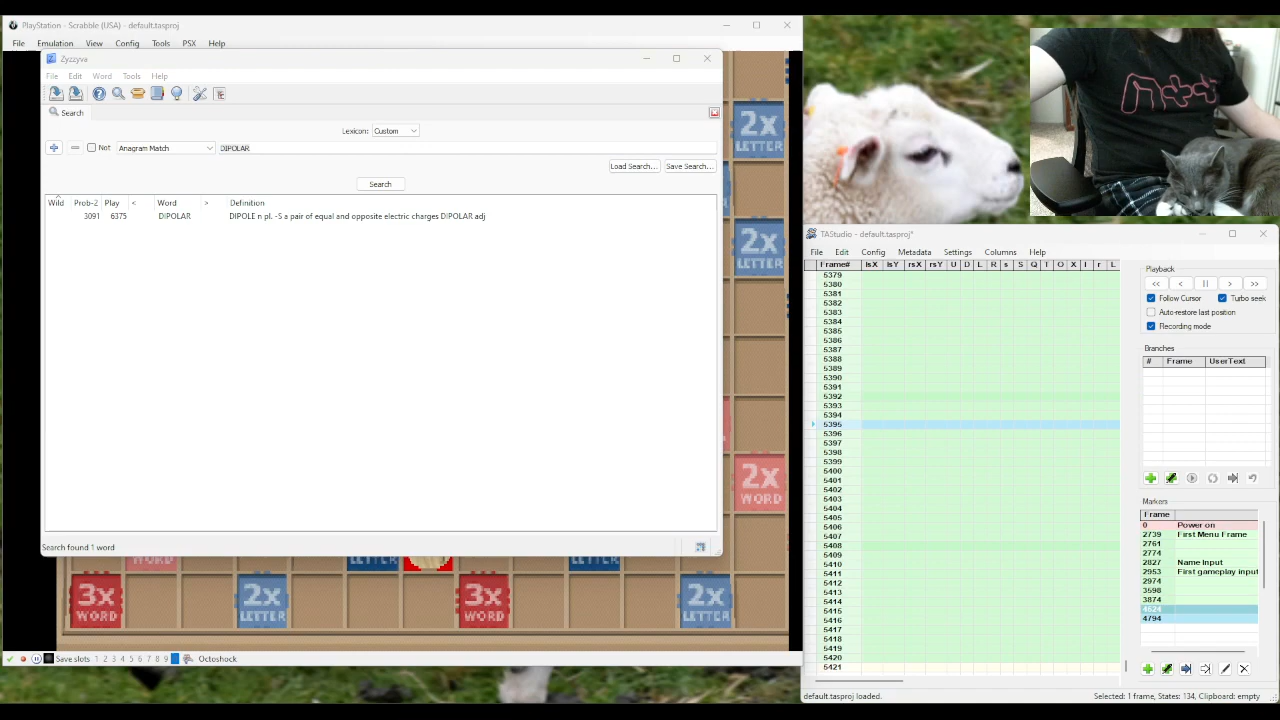 PlayStation - Scrabble (USA) - default.tasproj
File Emulation View Config Tools PSX Help
Zyzzyva
File Edit Word Tools Help
Search
Lexicon: Custom
Not Anagram Match DIPOLAR
Load Search... Save Search...
Search
Wild Prob-2 Play < Word > Definition
3091 6375 DIPOLAR DIPOLE n pl. -S a pair of equal and opposite electric charges DIPOLAR adj
Search found 1 word
2x
LETTER
2x
LETTER
2x
WORD
WORD
LETTER
LETTER
3x
WORD
2x
LETTER
3x
WORD
2x
LETTER
Save slots 1 2 3 4 5 6 7 8 9 Octoshock
TAStudio - default.tasproj*
File Edit Config Metadata Settings Columns Help
Frame# lsX lsY rsX rsY U D L R s S Q T O X l r L
5379
5380
5381
5382
5383
5384
5385
5386
5387
5388
5389
5390
5391
5392
5393
5394
5395
5396
5397
5398
5399
5400
5401
5402
5403
5404
5405
5406
5407
5408
5409
5410
5411
5412
5413
5414
5415
5416
5417
5418
5419
5420
5421
Playback
<< < || > >>
Follow Cursor Turbo seek
Auto-restore last position
Recording mode
Branches
# Frame UserText
Markers
Frame
0 Power on
2739 First Menu Frame
2761
2774
2827 Name Input
2953 First gameplay input
2974
3598
3874
4524
4794
default.tasproj loaded. Selected: 1 frame, States: 134, Clipboard: empty